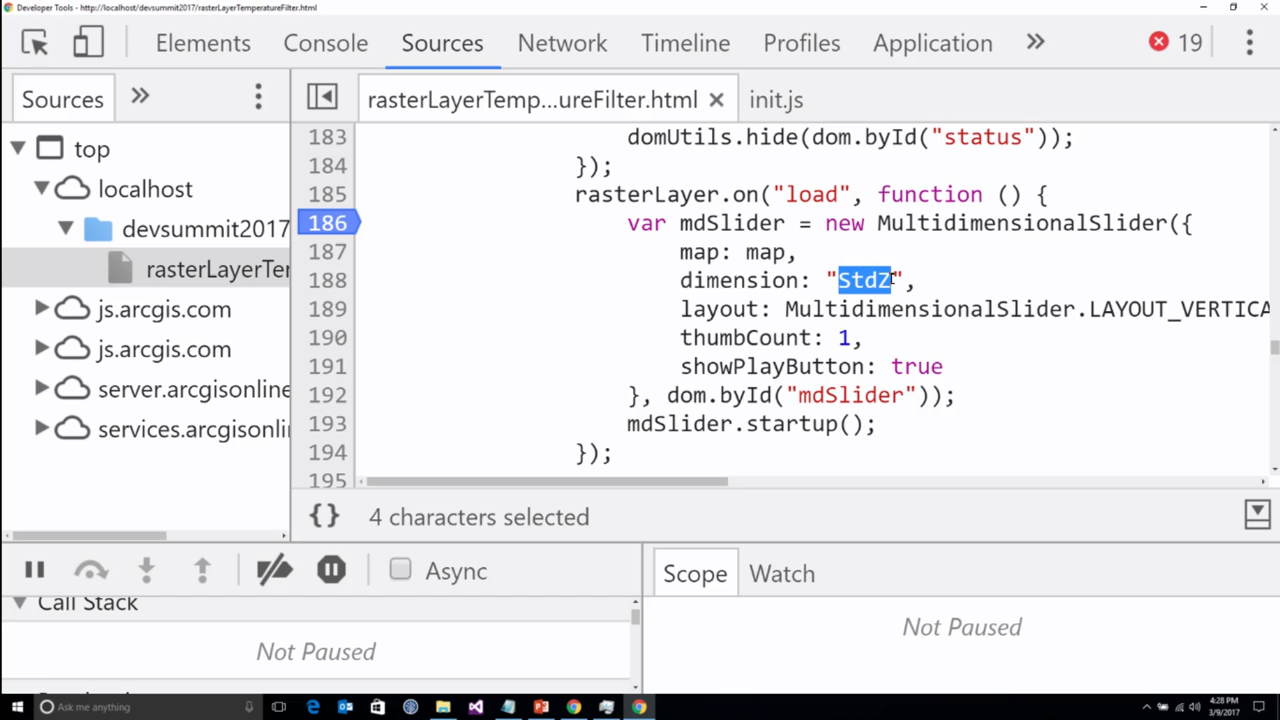 Developer Tools - http://localhost/devsummit2017/rasterLayerTemperatureFilter.html
Elements Console Sources Network Timeline Profiles Application » 19
Sources » rasterLayerTemp...ureFilter.html × init.js
top
localhost
devsummit2017
rasterLayerTer
js.arcgis.com
js.arcgis.com
server.arcgisonline
services.arcgisonli
183 domUtils.hide(dom.byId("status"));
184 });
185 rasterLayer.on("load", function () {
186 var mdSlider = new MultidimensionalSlider({
187 map: map,
188 dimension: "StdZ",
189 layout: MultidimensionalSlider.LAYOUT_VERTICA
190 thumbCount: 1,
191 showPlayButton: true
192 }, dom.byId("mdSlider"));
193 mdSlider.startup();
194 });
195
{} 4 characters selected
Async
Scope Watch
Call Stack
Not Paused
Not Paused
Ask me anything
4:28 PM
3/9/2017